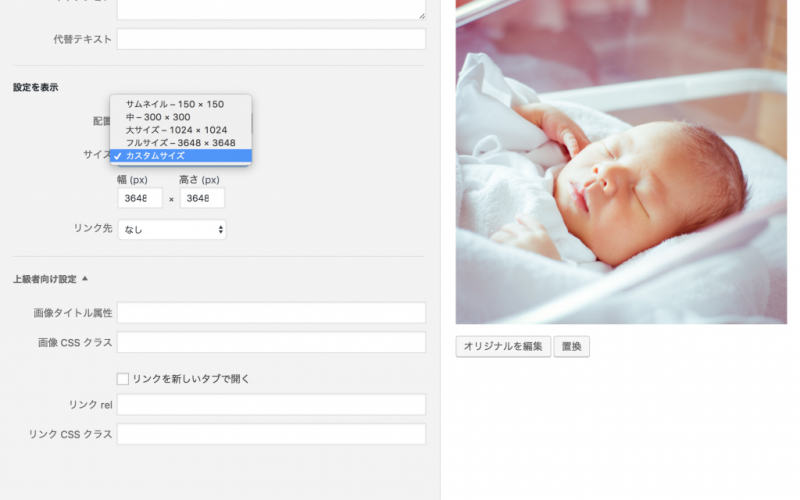 代替テキスト
設定を表示
サムネイル – 150 × 150
中 – 300 × 300
配置
大サイズ – 1024 × 1024
フルサイズ – 3648 × 3648
サイズ
✓ カスタムサイズ
幅 (px) 高さ (px)
3648 × 3648
リンク先 なし
上級者向け設定
画像タイトル属性
画像 CSS クラス
オリジナルを編集 置換
リンクを新しいタブで開く
リンク rel
リンク CSS クラス